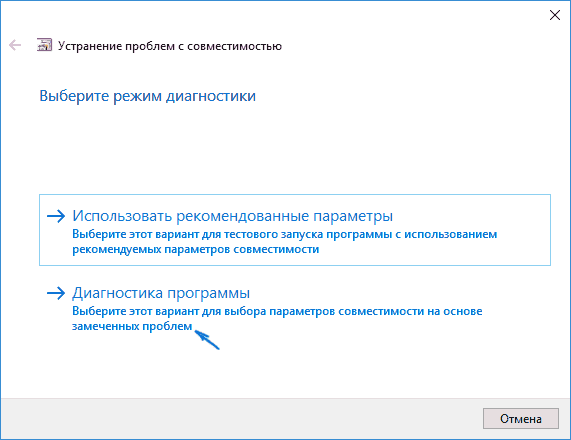 Устранение проблем с совместимостью
Выберите режим диагностики
Использовать рекомендованные параметры
Выберите этот вариант для тестового запуска программы с использованием
рекомендуемых параметров совместимости
Диагностика программы
Выберите этот вариант для выбора параметров совместимости на основе
замеченных проблем
Отмена